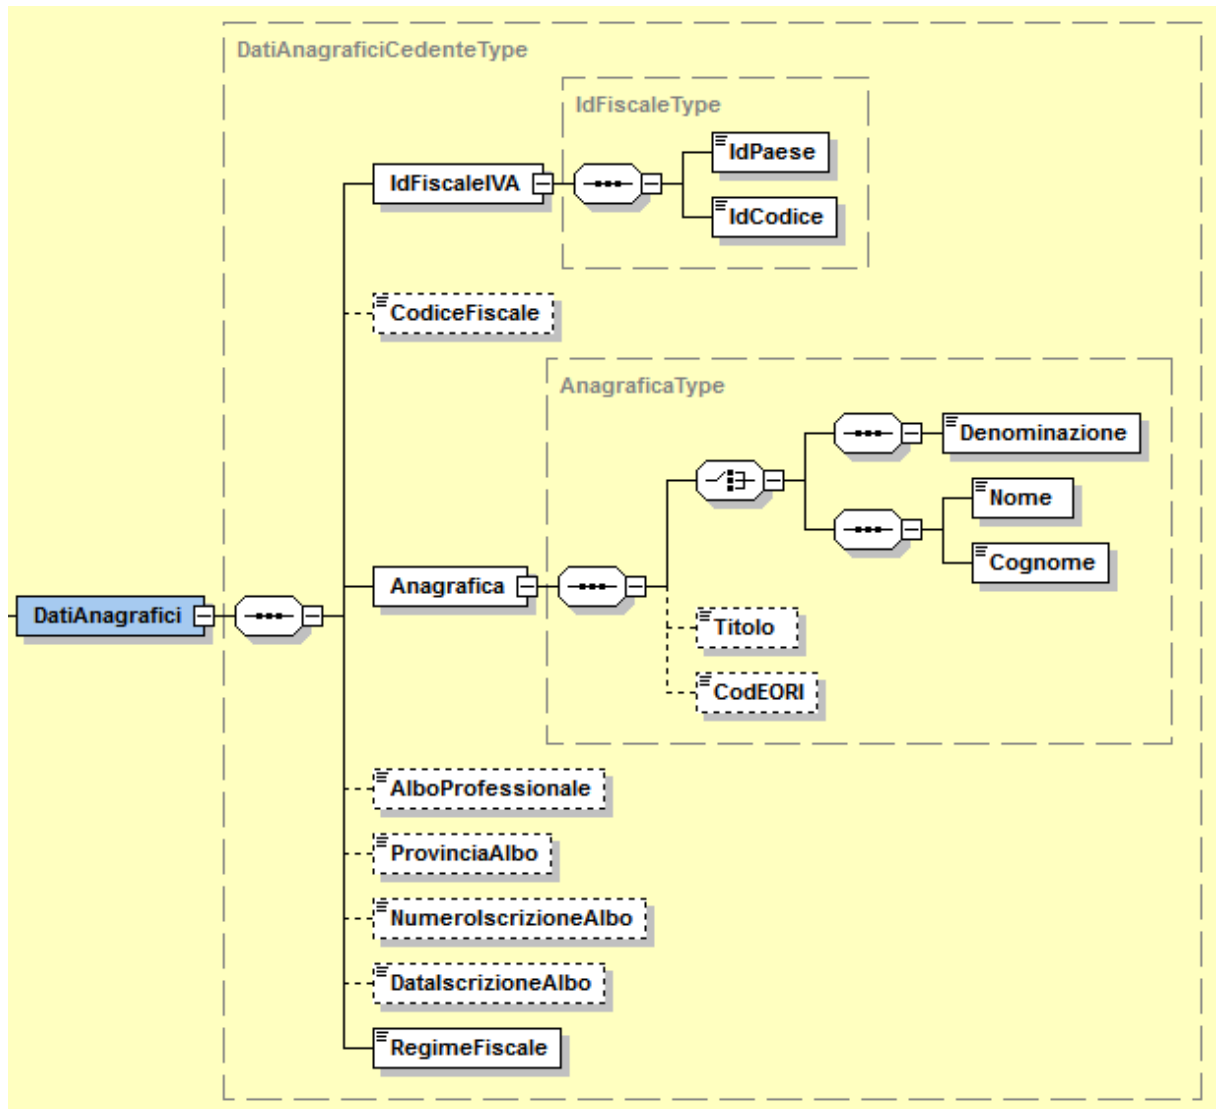 DatiAnagraficiCedenteType
IdFiscaleType
IdPaese
IdFiscaleIVA
IdCodice
CodiceFiscale
AnagraficaType
Denominazione
Nome
Cognome
Anagrafica
DatiAnagrafici
Titolo
CodEORI
AlboProfessionale
ProvinciaAlbo
NumeroIscrizioneAlbo
DataIscrizioneAlbo
RegimeFiscale